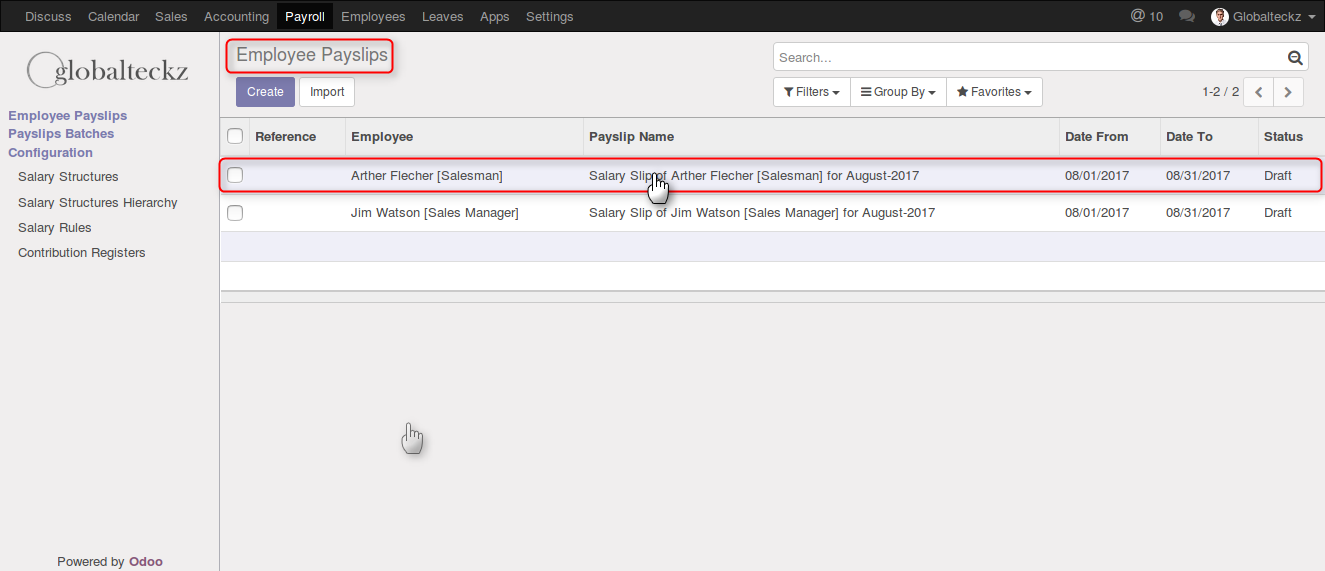 Discuss Calendar Sales Accounting Payroll Employees Leaves Apps Settings @ 10 Globalteckz
globalteckz
Employee Payslips
Payslips Batches
Configuration
Salary Structures
Salary Structures Hierarchy
Salary Rules
Contribution Registers
Powered by Odoo
Employee Payslips
Search...
Create Import Filters Group By Favorites 1-2 / 2
Reference Employee Payslip Name Date From Date To Status
Arther Flecher [Salesman] Salary Slip of Arther Flecher [Salesman] for August-2017 08/01/2017 08/31/2017 Draft
Jim Watson [Sales Manager] Salary Slip of Jim Watson [Sales Manager] for August-2017 08/01/2017 08/31/2017 Draft